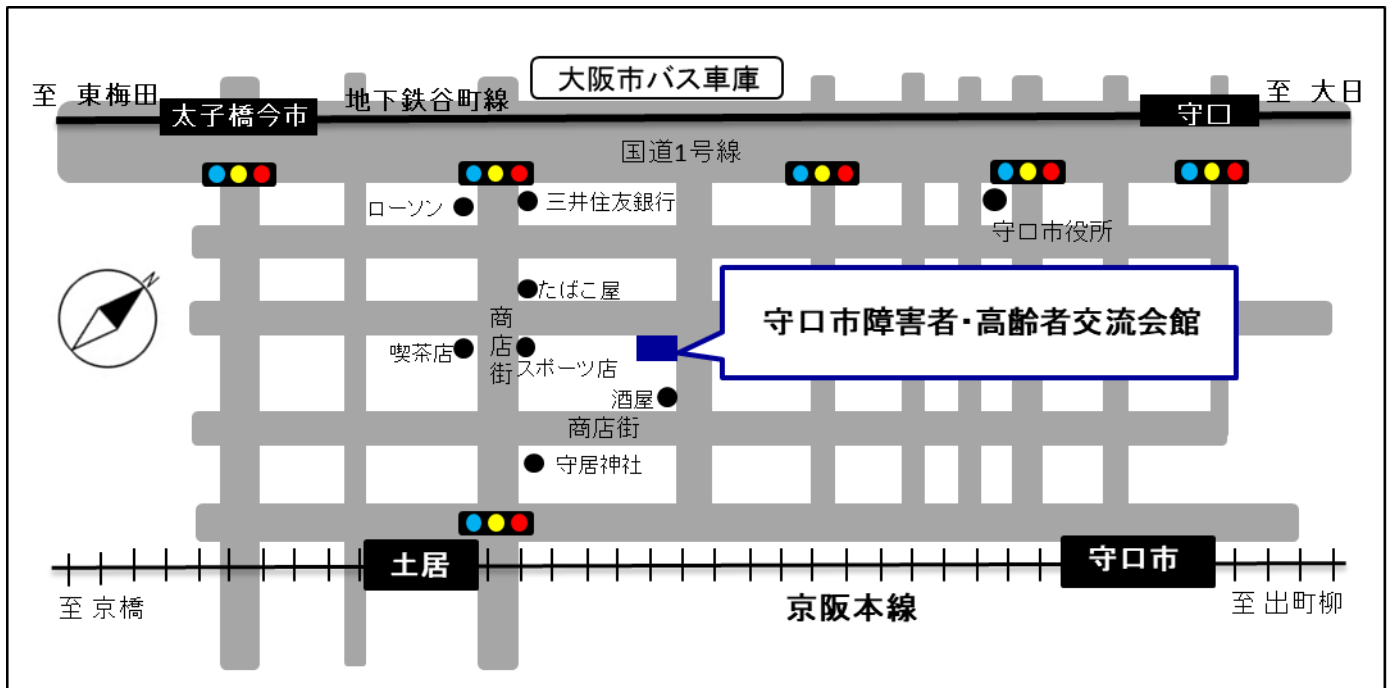 大阪市バス車庫
至 東梅田
太子橋今市
地下鉄谷町線
守口
至 大日
国道1号線
ローソン
三井住友銀行
守口市役所
N
たばこ屋
商店街
喫茶店
スポーツ店
守口市障害者・高齢者交流会館
酒屋
商店街
守居神社
土居
守口市
至 京橋
京阪本線
至 出町柳